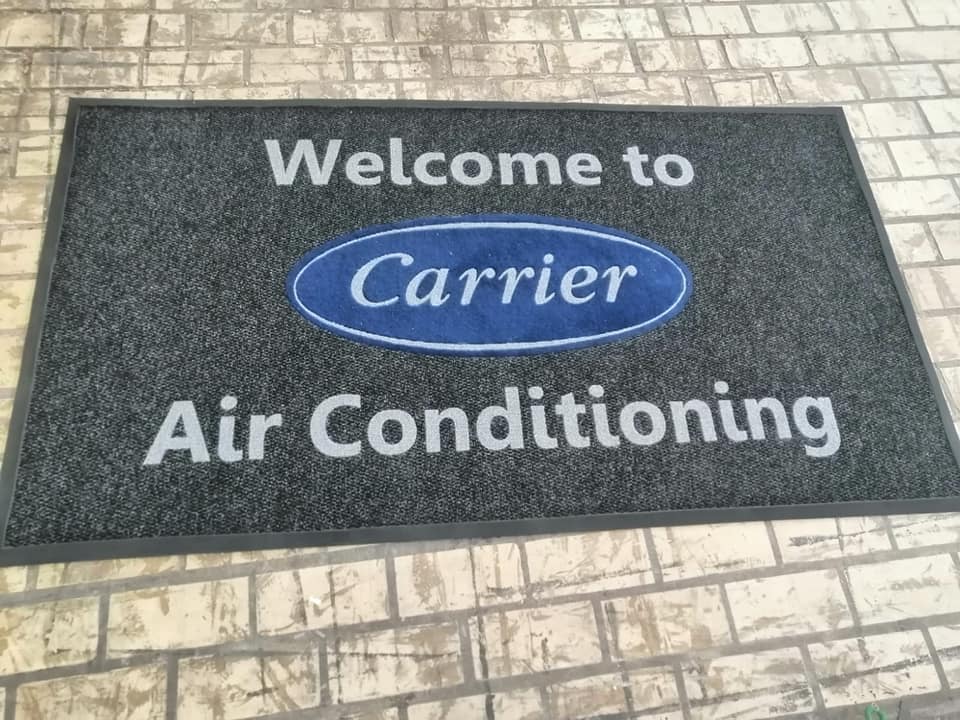 Welcome to
Carrier
Air Conditioning